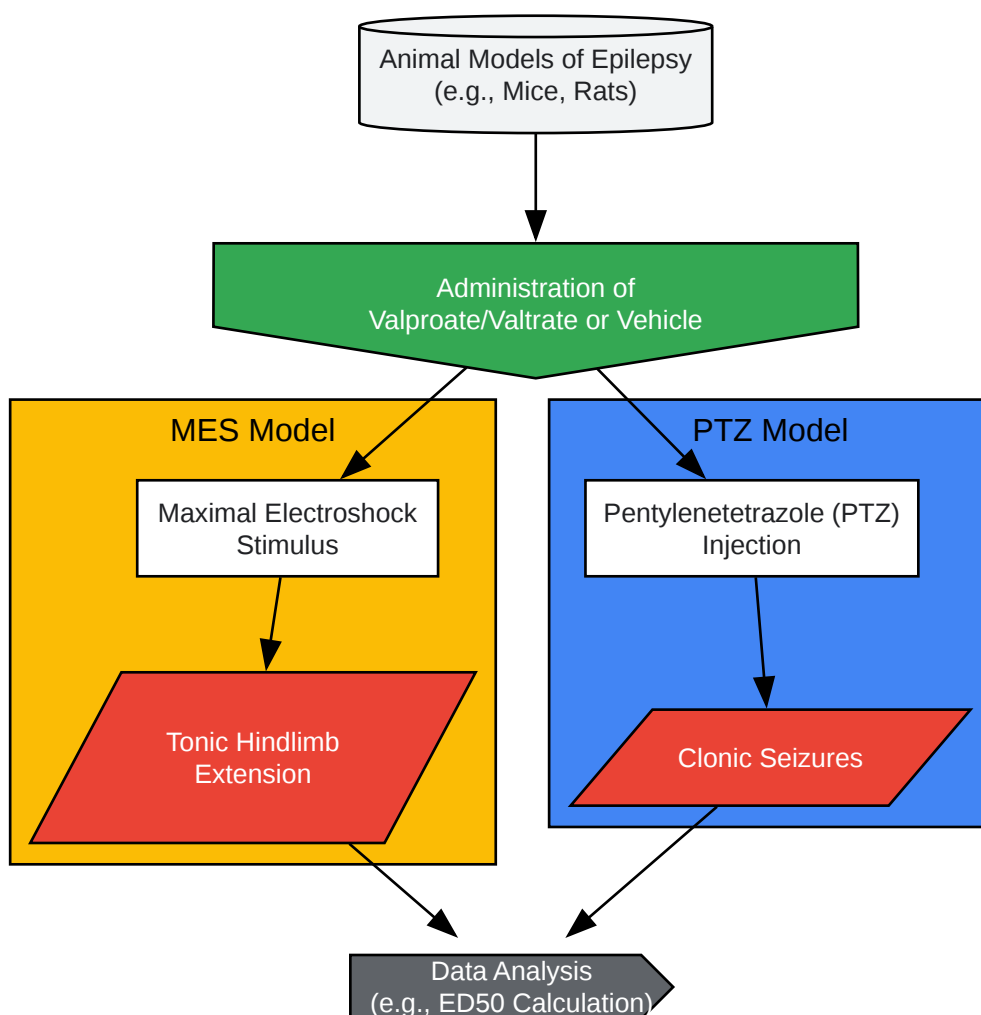 Animal Models of Epilepsy
(e.g., Mice, Rats)
Administration of
Valproate/Valtrate or Vehicle
MES Model
Maximal Electroshock
Stimulus
Tonic Hindlimb
Extension
PTZ Model
Pentylenetetrazole (PTZ)
Injection
Clonic Seizures
Data Analysis
(e.g., ED50 Calculation)